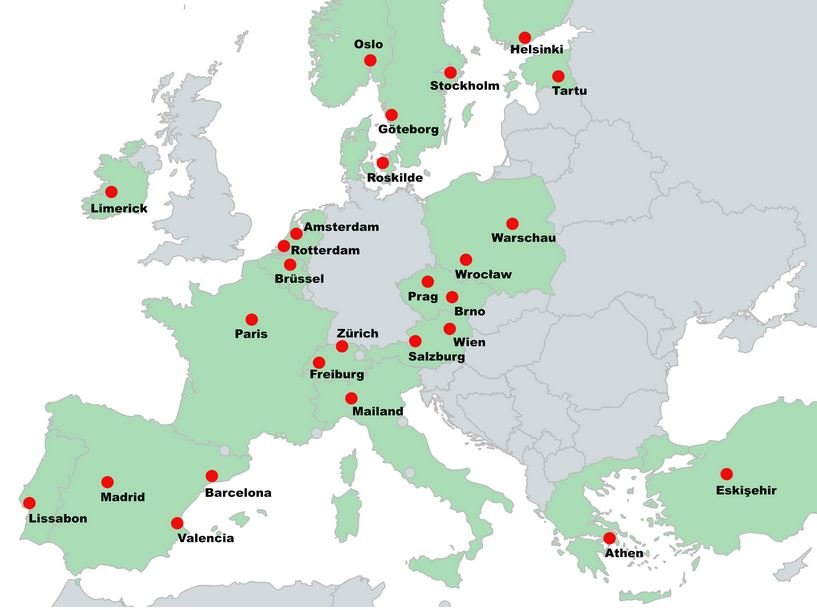 Oslo
Helsinki
Stockholm
Tartu
Göteborg
Roskilde
Limerick
Amsterdam
Warschau
Rotterdam
Wrocław
Brüssel
Prag
Brno
Paris
Zürich
Wien
Salzburg
Freiburg
Mailand
Madrid
Barcelona
Eskişehir
Lissabon
Valencia
Athen